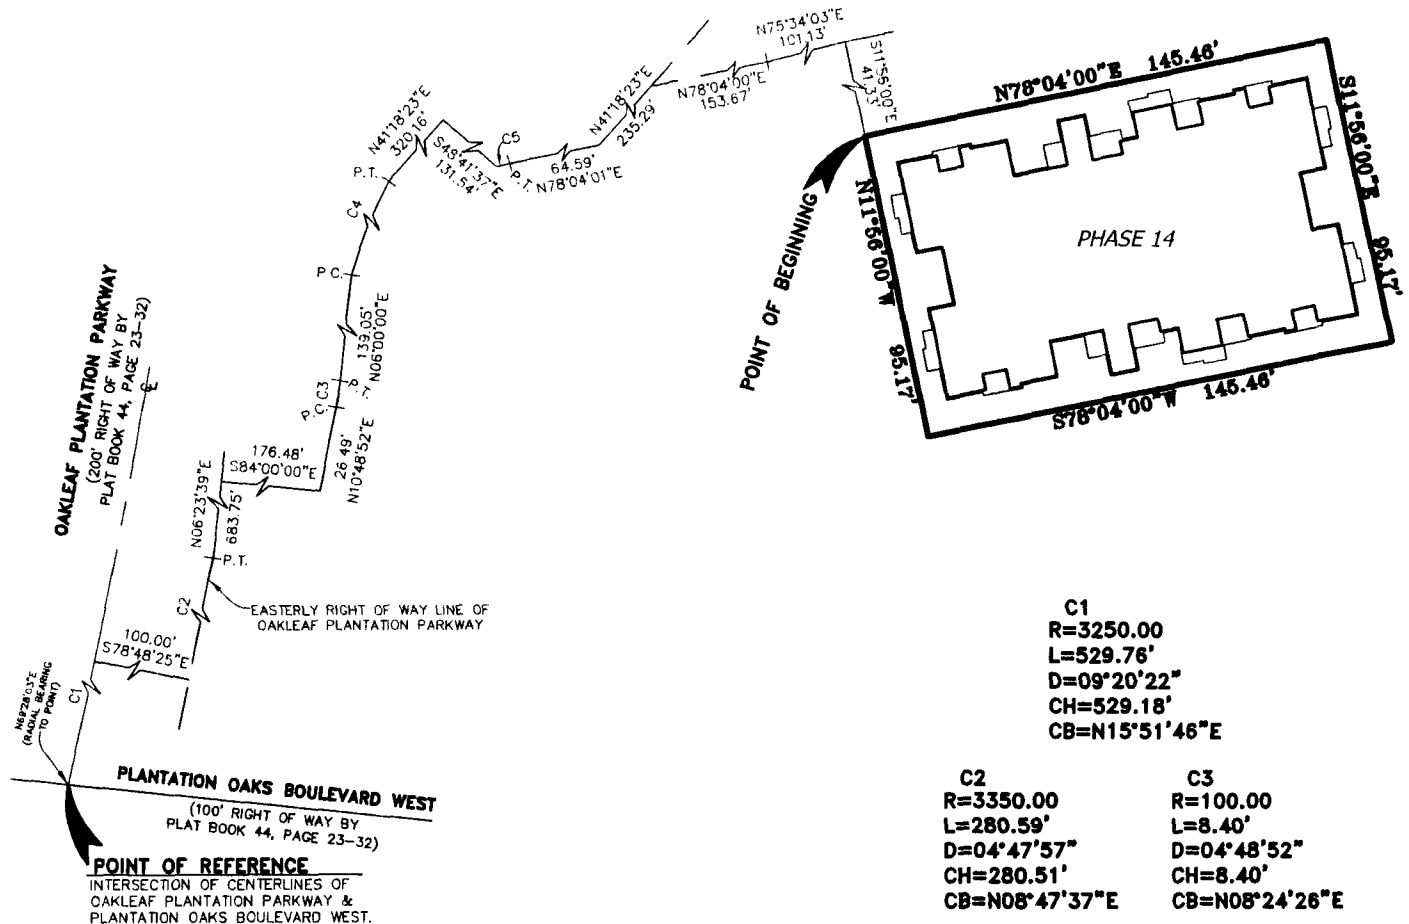 N75°34'03"E
101.13'
S11°56'00"E
41.33'
N78°04'00"E 145.46'
S11°56'00"E
95.17'
N78°04'00"E
153.67'
N41°18'23"E
235.29'
N41°18'23"E
320.16'
S49°41'37"E
131.54'
C5
P.T.
64.59'
N78°04'01"E
P.T.
C4
P.C.
139.05'
N06°00'00"E
C3
P.C.
26.49'
N10°48'52"E
PHASE 14
POINT OF BEGINNING
N11°56'00"W
95.17'
S78°04'00"W 145.46'
OAKLEAF PLANTATION PARKWAY
(200' RIGHT OF WAY BY
PLAT BOOK 44, PAGE 23-32)
176.48'
S84°00'00"E
N06°23'39"E
683.75'
P.T.
C2
EASTERLY RIGHT OF WAY LINE OF
OAKLEAF PLANTATION PARKWAY
100.00'
S78°48'25"E
C1
(RADIAL BEARING
TO POINT)
PLANTATION OAKS BOULEVARD WEST
(100' RIGHT OF WAY BY
PLAT BOOK 44, PAGE 23-32)
POINT OF REFERENCE
INTERSECTION OF CENTERLINES OF
OAKLEAF PLANTATION PARKWAY &
PLANTATION OAKS BOULEVARD WEST.
C1
R=3250.00
L=529.76'
D=09°20'22"
CH=529.18'
CB=N15°51'46"E
C2
R=3350.00
L=280.59'
D=04°47'57"
CH=280.51'
CB=N08°47'37"E
C3
R=100.00
L=8.40'
D=04°48'52"
CH=8.40'
CB=N08°24'26"E